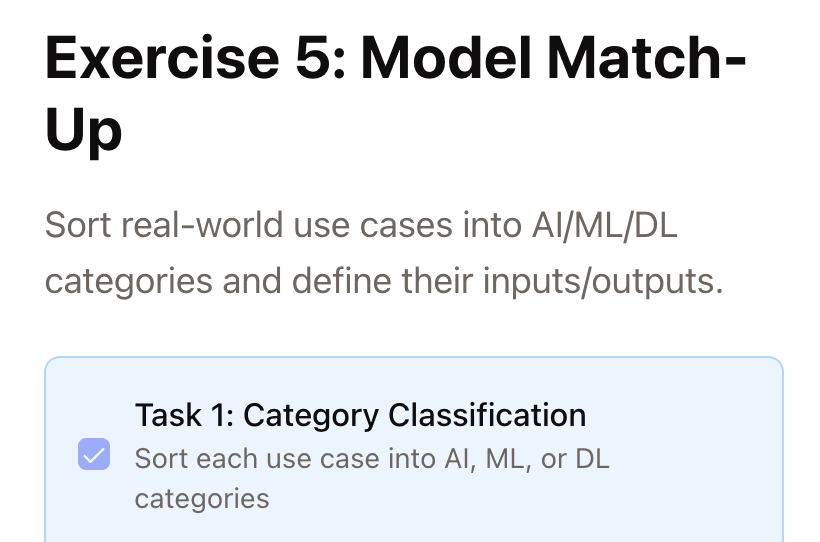 Exercise 5: Model Match-
Up
Sort real-world use cases into AI/ML/DL
categories and define their inputs/outputs.
Task 1: Category Classification
Sort each use case into AI, ML, or DL
categories